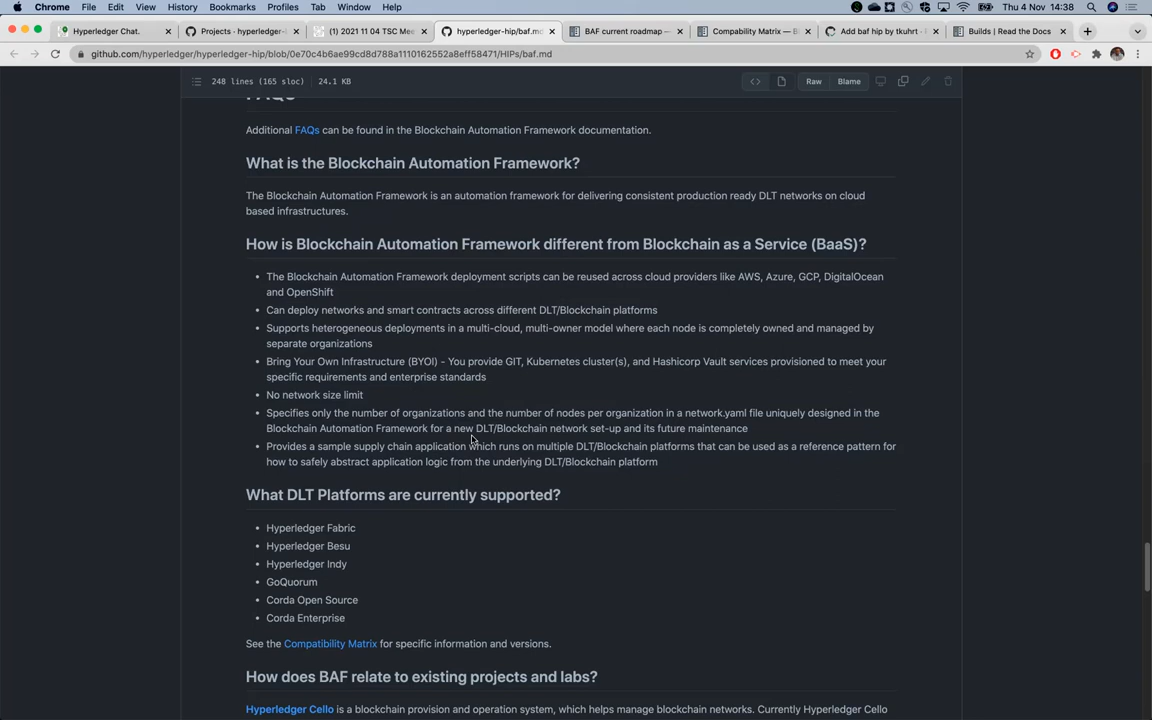 Chrome File Edit View History Bookmarks Profiles Tab Window Help Thu 4 Nov 14:38
Hyperledger Chat. Projects - hyperledger- (1) 2021 11 04 TSC Mee hyperledger-hip/baf.md BAF current roadmap — Compability Matrix — B Add baf hip by tkuhrt · Builds | Read the Docs
github.com/hyperledger/hyperledger-hip/blob/0e70c4b6ae99cd8d788a1110162552a8eff58471/HIPs/baf.md
248 lines (165 sloc) 24.1 KB Raw Blame
FAQs
Additional FAQs can be found in the Blockchain Automation Framework documentation.
What is the Blockchain Automation Framework?
The Blockchain Automation Framework is an automation framework for delivering consistent production ready DLT networks on cloud
based infrastructures.
How is Blockchain Automation Framework different from Blockchain as a Service (BaaS)?
• The Blockchain Automation Framework deployment scripts can be reused across cloud providers like AWS, Azure, GCP, DigitalOcean
and OpenShift
• Can deploy networks and smart contracts across different DLT/Blockchain platforms
• Supports heterogeneous deployments in a multi-cloud, multi-owner model where each node is completely owned and managed by
separate organizations
• Bring Your Own Infrastructure (BYOI) - You provide GIT, Kubernetes cluster(s), and Hashicorp Vault services provisioned to meet your
specific requirements and enterprise standards
• No network size limit
• Specifies only the number of organizations and the number of nodes per organization in a network.yaml file uniquely designed in the
Blockchain Automation Framework for a new DLT/Blockchain network set-up and its future maintenance
• Provides a sample supply chain application which runs on multiple DLT/Blockchain platforms that can be used as a reference pattern for
how to safely abstract application logic from the underlying DLT/Blockchain platform
What DLT Platforms are currently supported?
• Hyperledger Fabric
• Hyperledger Besu
• Hyperledger Indy
• GoQuorum
• Corda Open Source
• Corda Enterprise
See the Compatibility Matrix for specific information and versions.
How does BAF relate to existing projects and labs?
Hyperledger Cello is a blockchain provision and operation system, which helps manage blockchain networks. Currently Hyperledger Cello